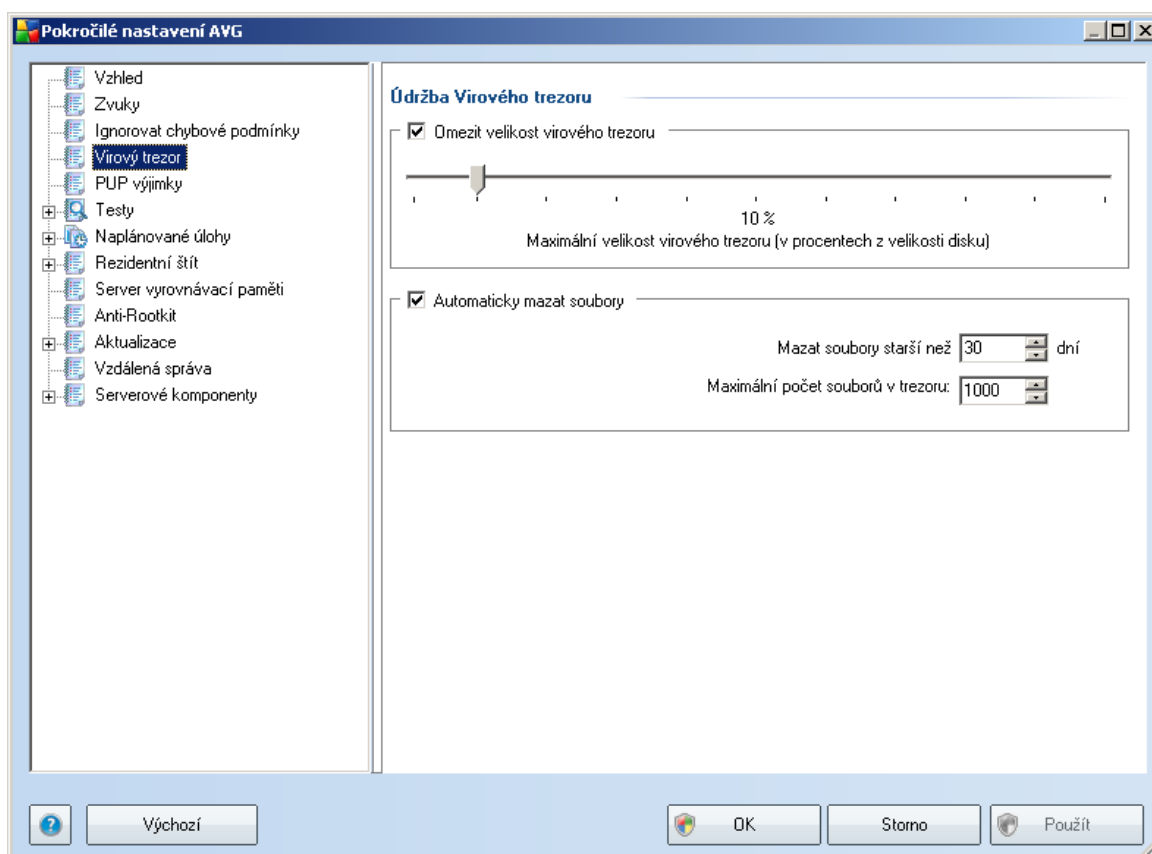 Pokročilé nastavení AVG
Vzhled
Zvuky
Ignorovat chybové podmínky
Virový trezor
PUP výjimky
Testy
Naplánované úlohy
Rezidentní štít
Server vyrovnávací paměti
Anti-Rootkit
Aktualizace
Vzdálená správa
Serverové komponenty
Údržba Virového trezoru
Omezit velikost virového trezoru
10 %
Maximální velikost virového trezoru (v procentech z velikosti disku)
Automaticky mazat soubory
Mazat soubory starší než 30 dní
Maximální počet souborů v trezoru: 1000
? Výchozí OK Storno Použít